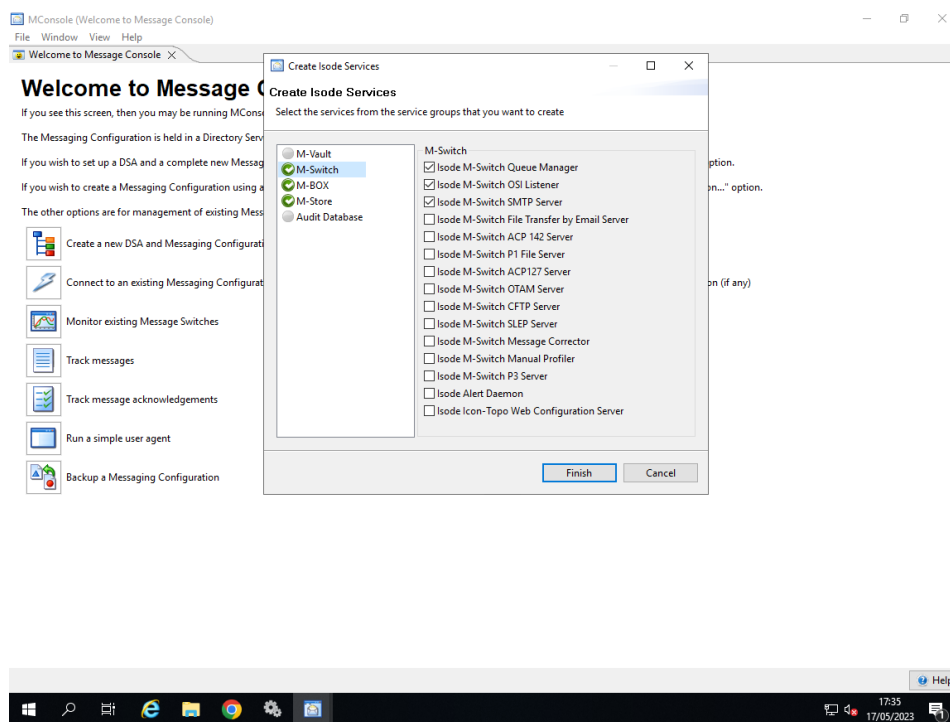 MConsole (Welcome to Message Console)
File Window View Help
Welcome to Message Console
Welcome to Message C
If you see this screen, then you may be running MConso
The Messaging Configuration is held in a Directory Serv
If you wish to set up a DSA and a complete new Messag
ption.
If you wish to create a Messaging Configuration using a
on..." option.
The other options are for management of existing Mess
Create a new DSA and Messaging Configurati
Connect to an existing Messaging Configurat
on (if any)
Monitor existing Message Switches
Track messages
Track message acknowledgements
Run a simple user agent
Backup a Messaging Configuration
Create Isode Services
Create Isode Services
Select the services from the service groups that you want to create
M-Vault
M-Switch
M-BOX
M-Store
Audit Database
M-Switch
Isode M-Switch Queue Manager
Isode M-Switch OSI Listener
Isode M-Switch SMTP Server
Isode M-Switch File Transfer by Email Server
Isode M-Switch ACP 142 Server
Isode M-Switch P1 File Server
Isode M-Switch ACP127 Server
Isode M-Switch OTAM Server
Isode M-Switch CFTP Server
Isode M-Switch SLEP Server
Isode M-Switch Message Corrector
Isode M-Switch Manual Profiler
Isode M-Switch P3 Server
Isode Alert Daemon
Isode Icon-Topo Web Configuration Server
Finish Cancel
Help
17:35
17/05/2023